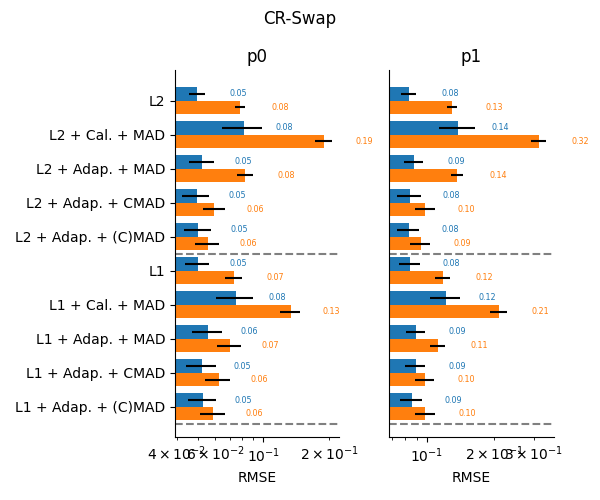 CR-Swap
p0 p1
L2 0.05 0.08 0.08 0.13
L2 + Cal. + MAD 0.08 0.19 0.14 0.32
L2 + Adap. + MAD 0.05 0.08 0.09 0.14
L2 + Adap. + CMAD 0.05 0.06 0.08 0.10
L2 + Adap. + (C)MAD 0.05 0.06 0.08 0.09
L1 0.05 0.07 0.08 0.12
L1 + Cal. + MAD 0.08 0.13 0.12 0.21
L1 + Adap. + MAD 0.06 0.07 0.09 0.11
L1 + Adap. + CMAD 0.05 0.06 0.09 0.10
L1 + Adap. + (C)MAD 0.05 0.06 0.09 0.10
4 × 10⁻² 6 × 10⁻² 10⁻¹ 2 × 10⁻¹ 10⁻¹ 2 × 10⁻¹ 3 × 10⁻¹
RMSE RMSE